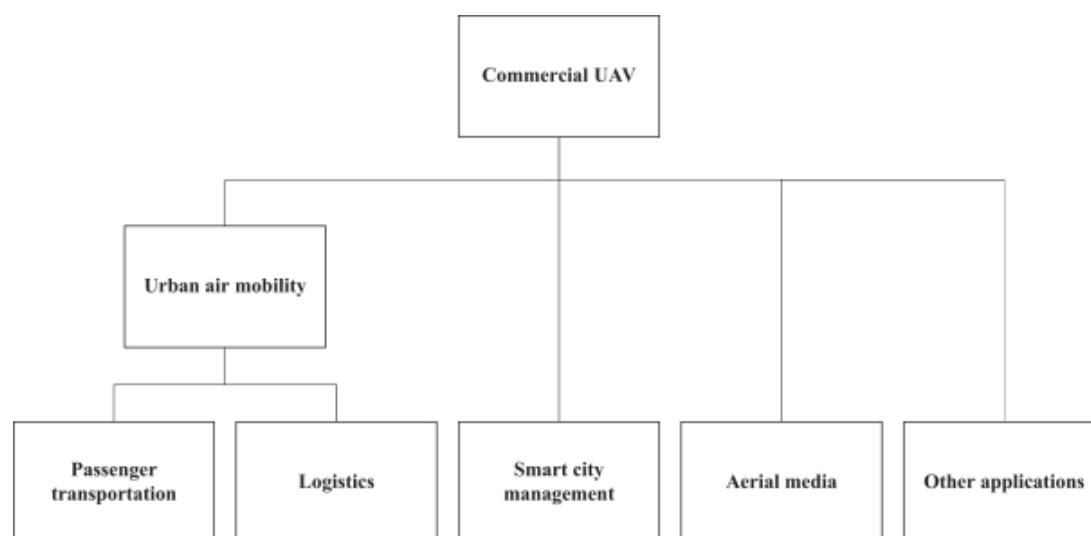 Commercial UAV
Urban air mobility
Passenger
transportation
Logistics
Smart city
management
Aerial media
Other applications